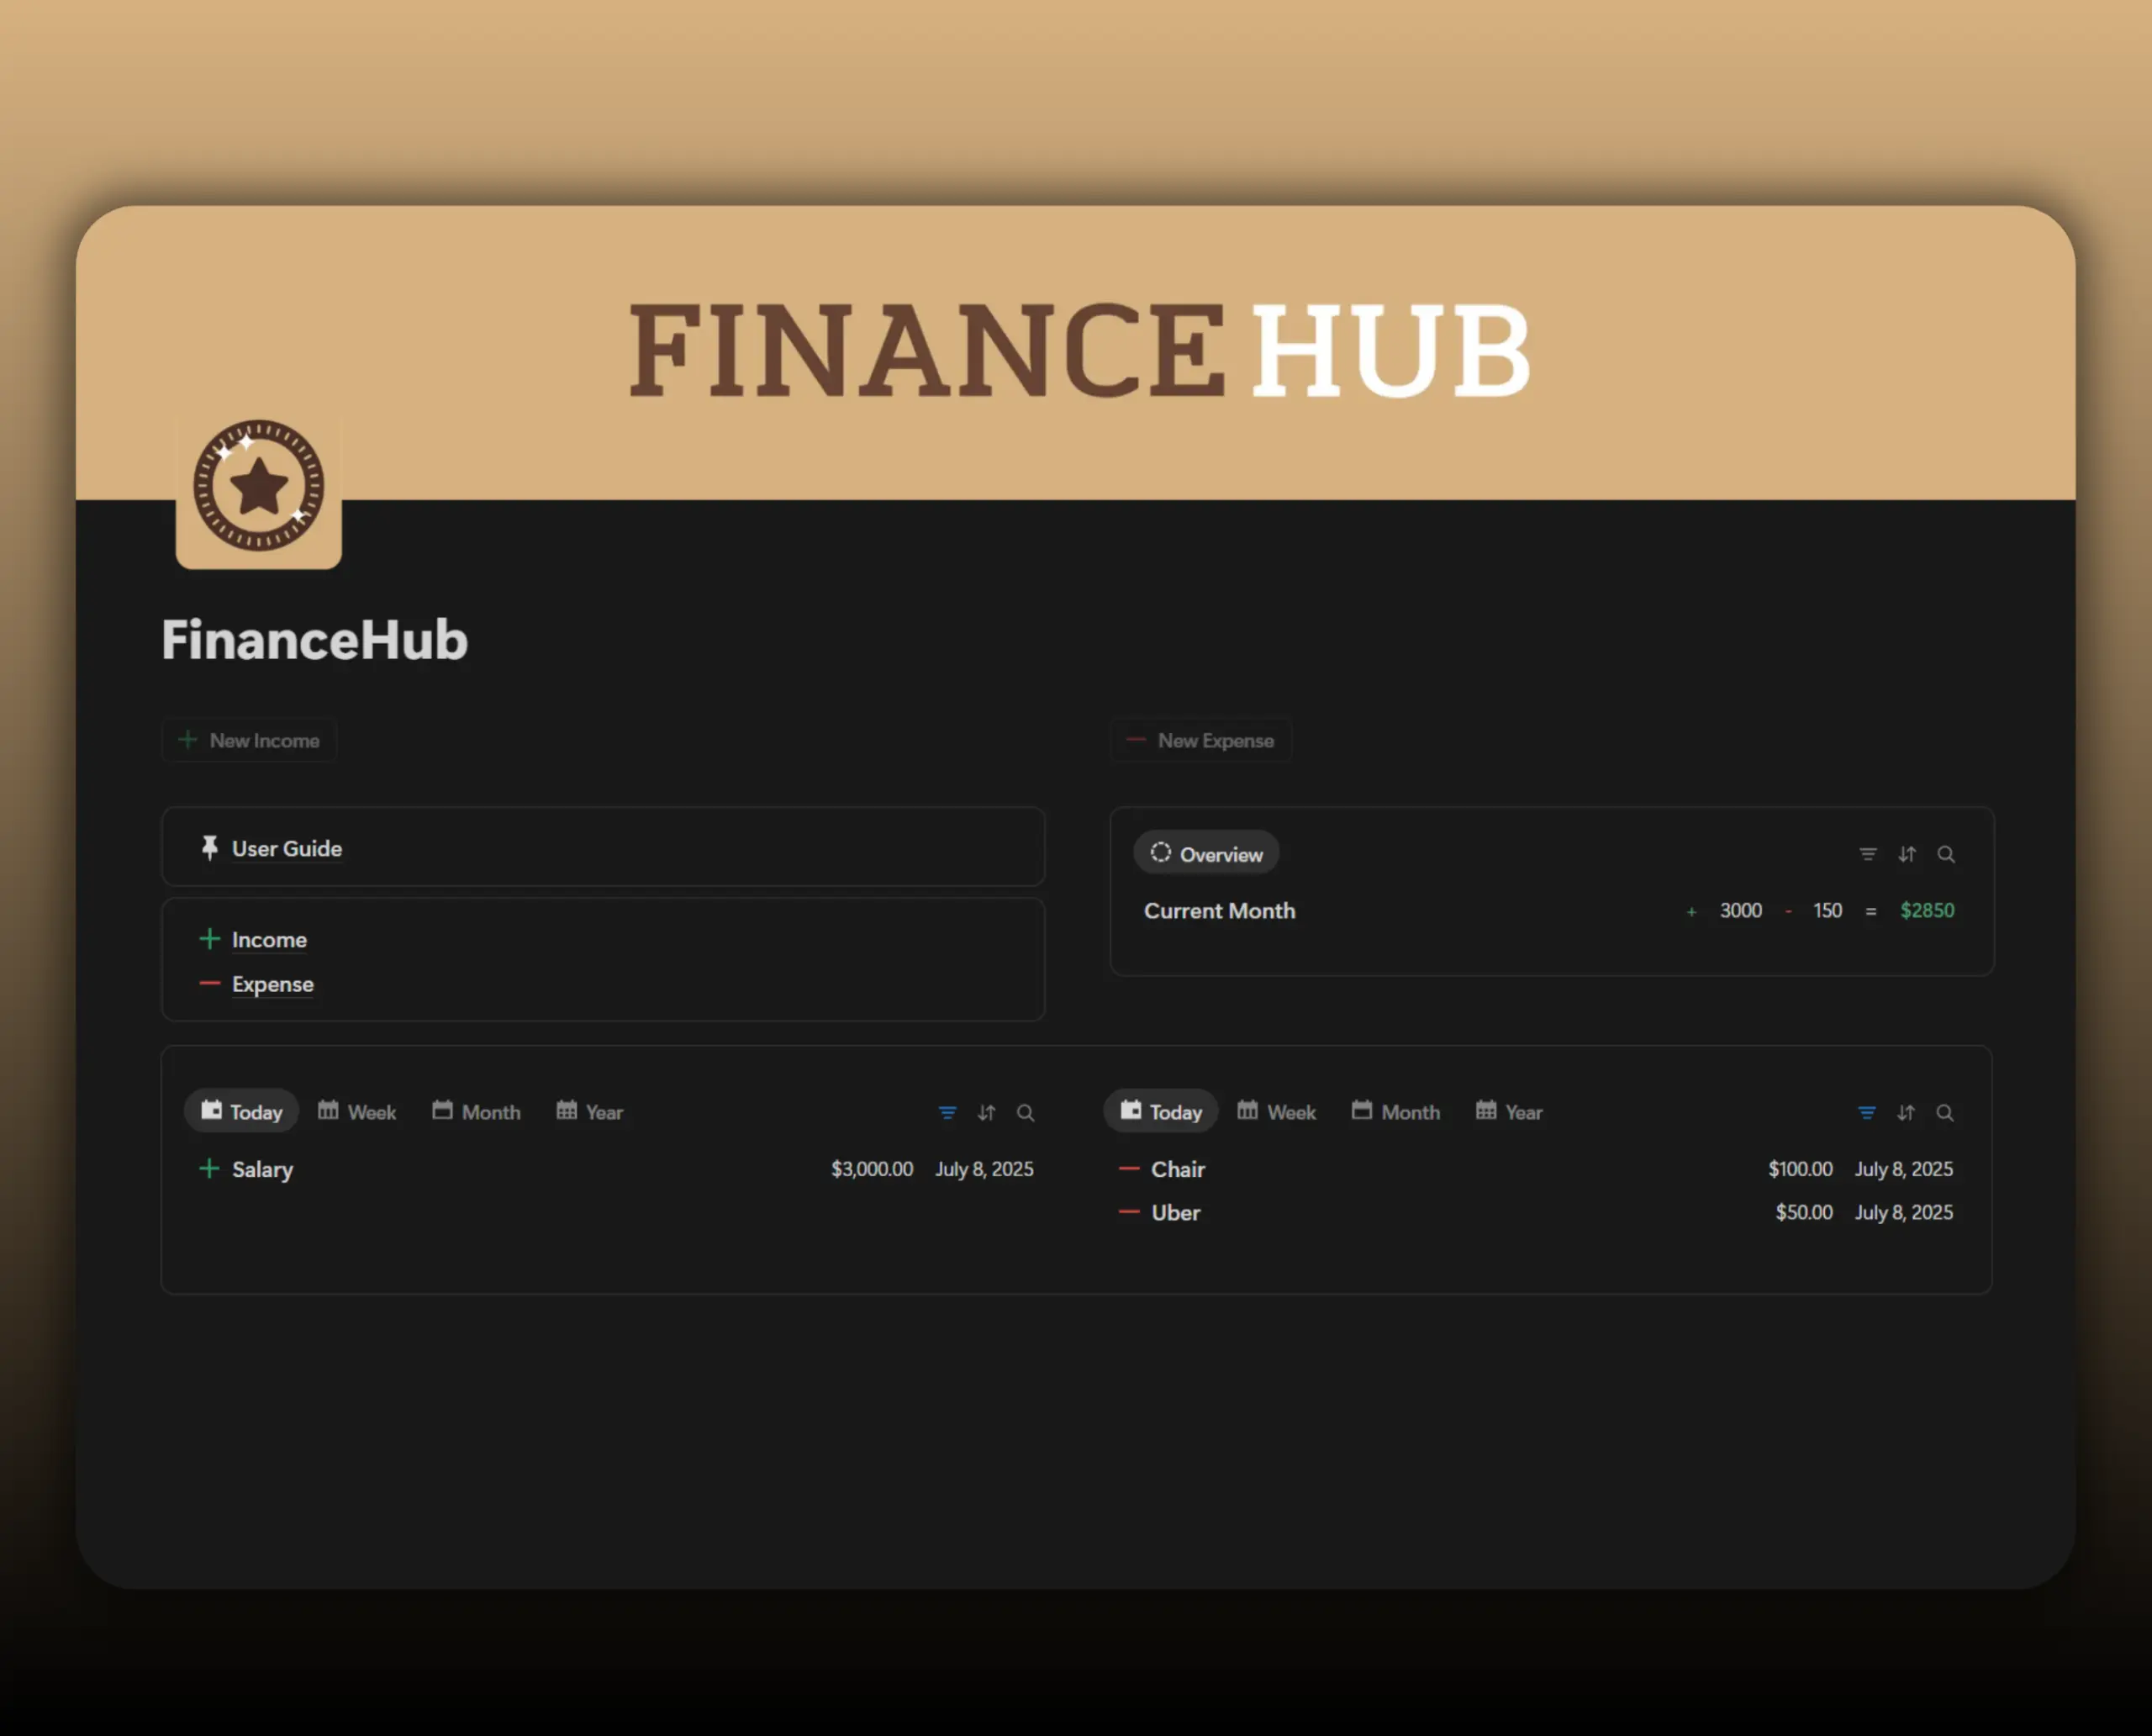 FINANCE HUB
FinanceHub
+ New Income
— New Expense
User Guide
+ Income
— Expense
Overview
Current Month + 3000 - 150 = $2850
Today Week Month Year
+ Salary $3,000.00 July 8, 2025
Today Week Month Year
— Chair $100.00 July 8, 2025
— Uber $50.00 July 8, 2025